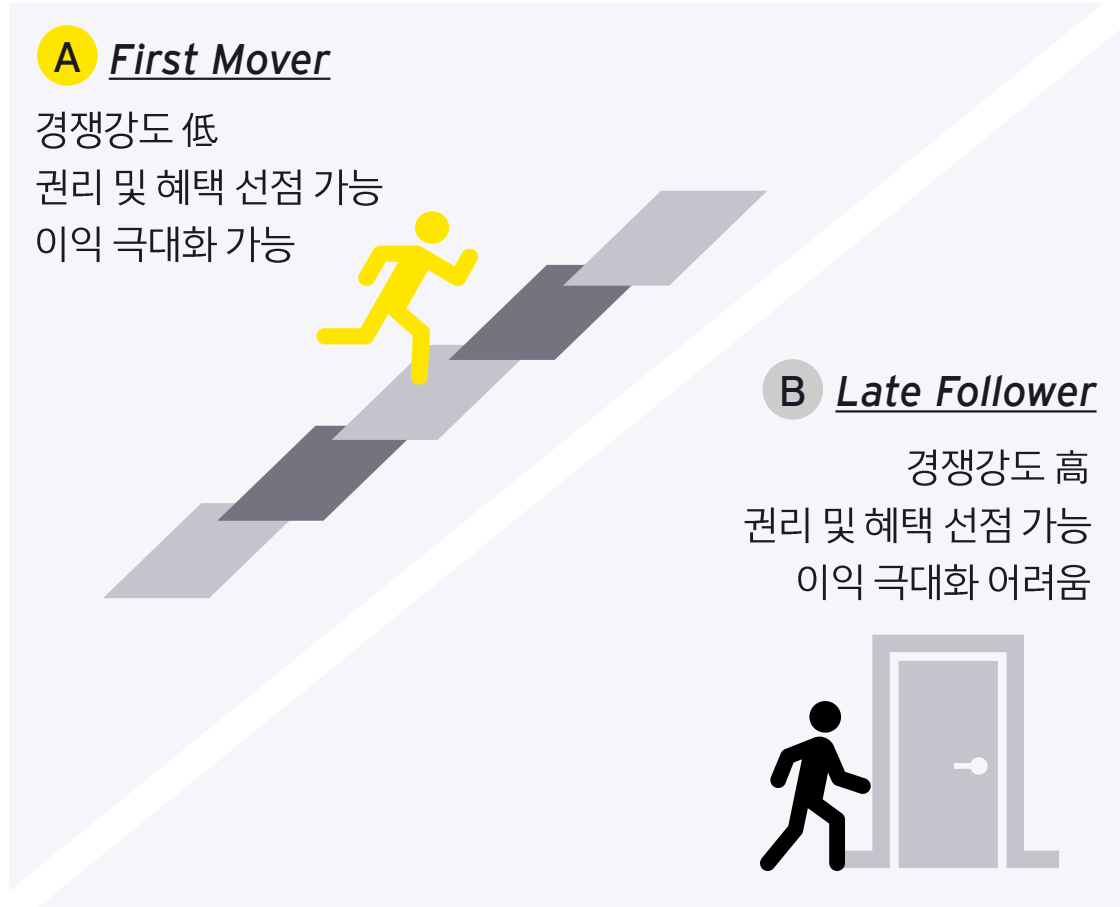 A First Mover
경쟁강도 低
권리 및 혜택 선점 가능
이익 극대화 가능
B Late Follower
경쟁강도 高
권리 및 혜택 선점 가능
이익 극대화 어려움